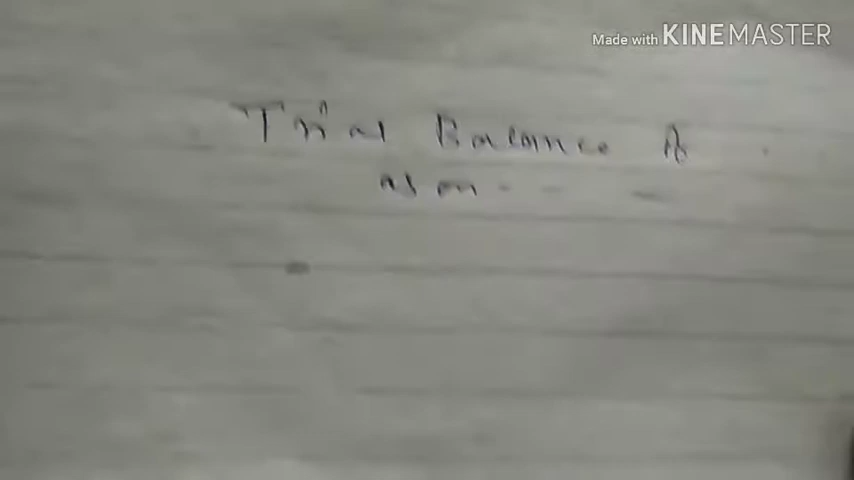 Made with KINEMASTER
Trial Balance of
as on - - -